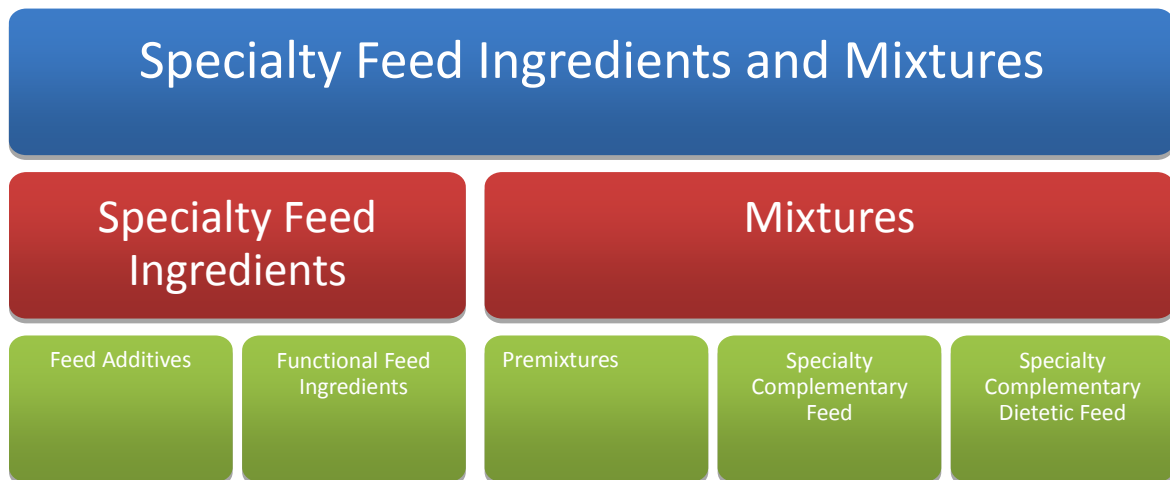 Specialty Feed Ingredients and Mixtures
Specialty Feed
Ingredients
Mixtures
Feed Additives
Functional Feed
Ingredients
Premixtures
Specialty
Complementary
Feed
Specialty
Complementary
Dietetic Feed